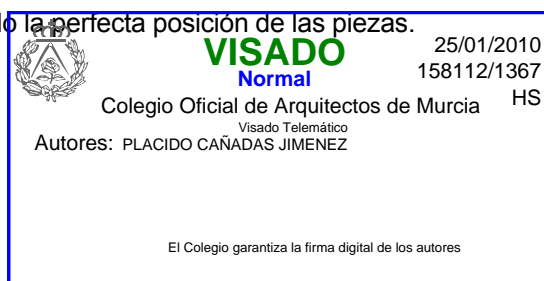 o la perfecta posición de las piezas.
VISADO 25/01/2010
Normal 158112/1367
Colegio Oficial de Arquitectos de Murcia HS
Visado Telemático
Autores: PLACIDO CAÑADAS JIMENEZ
El Colegio garantiza la firma digital de los autores